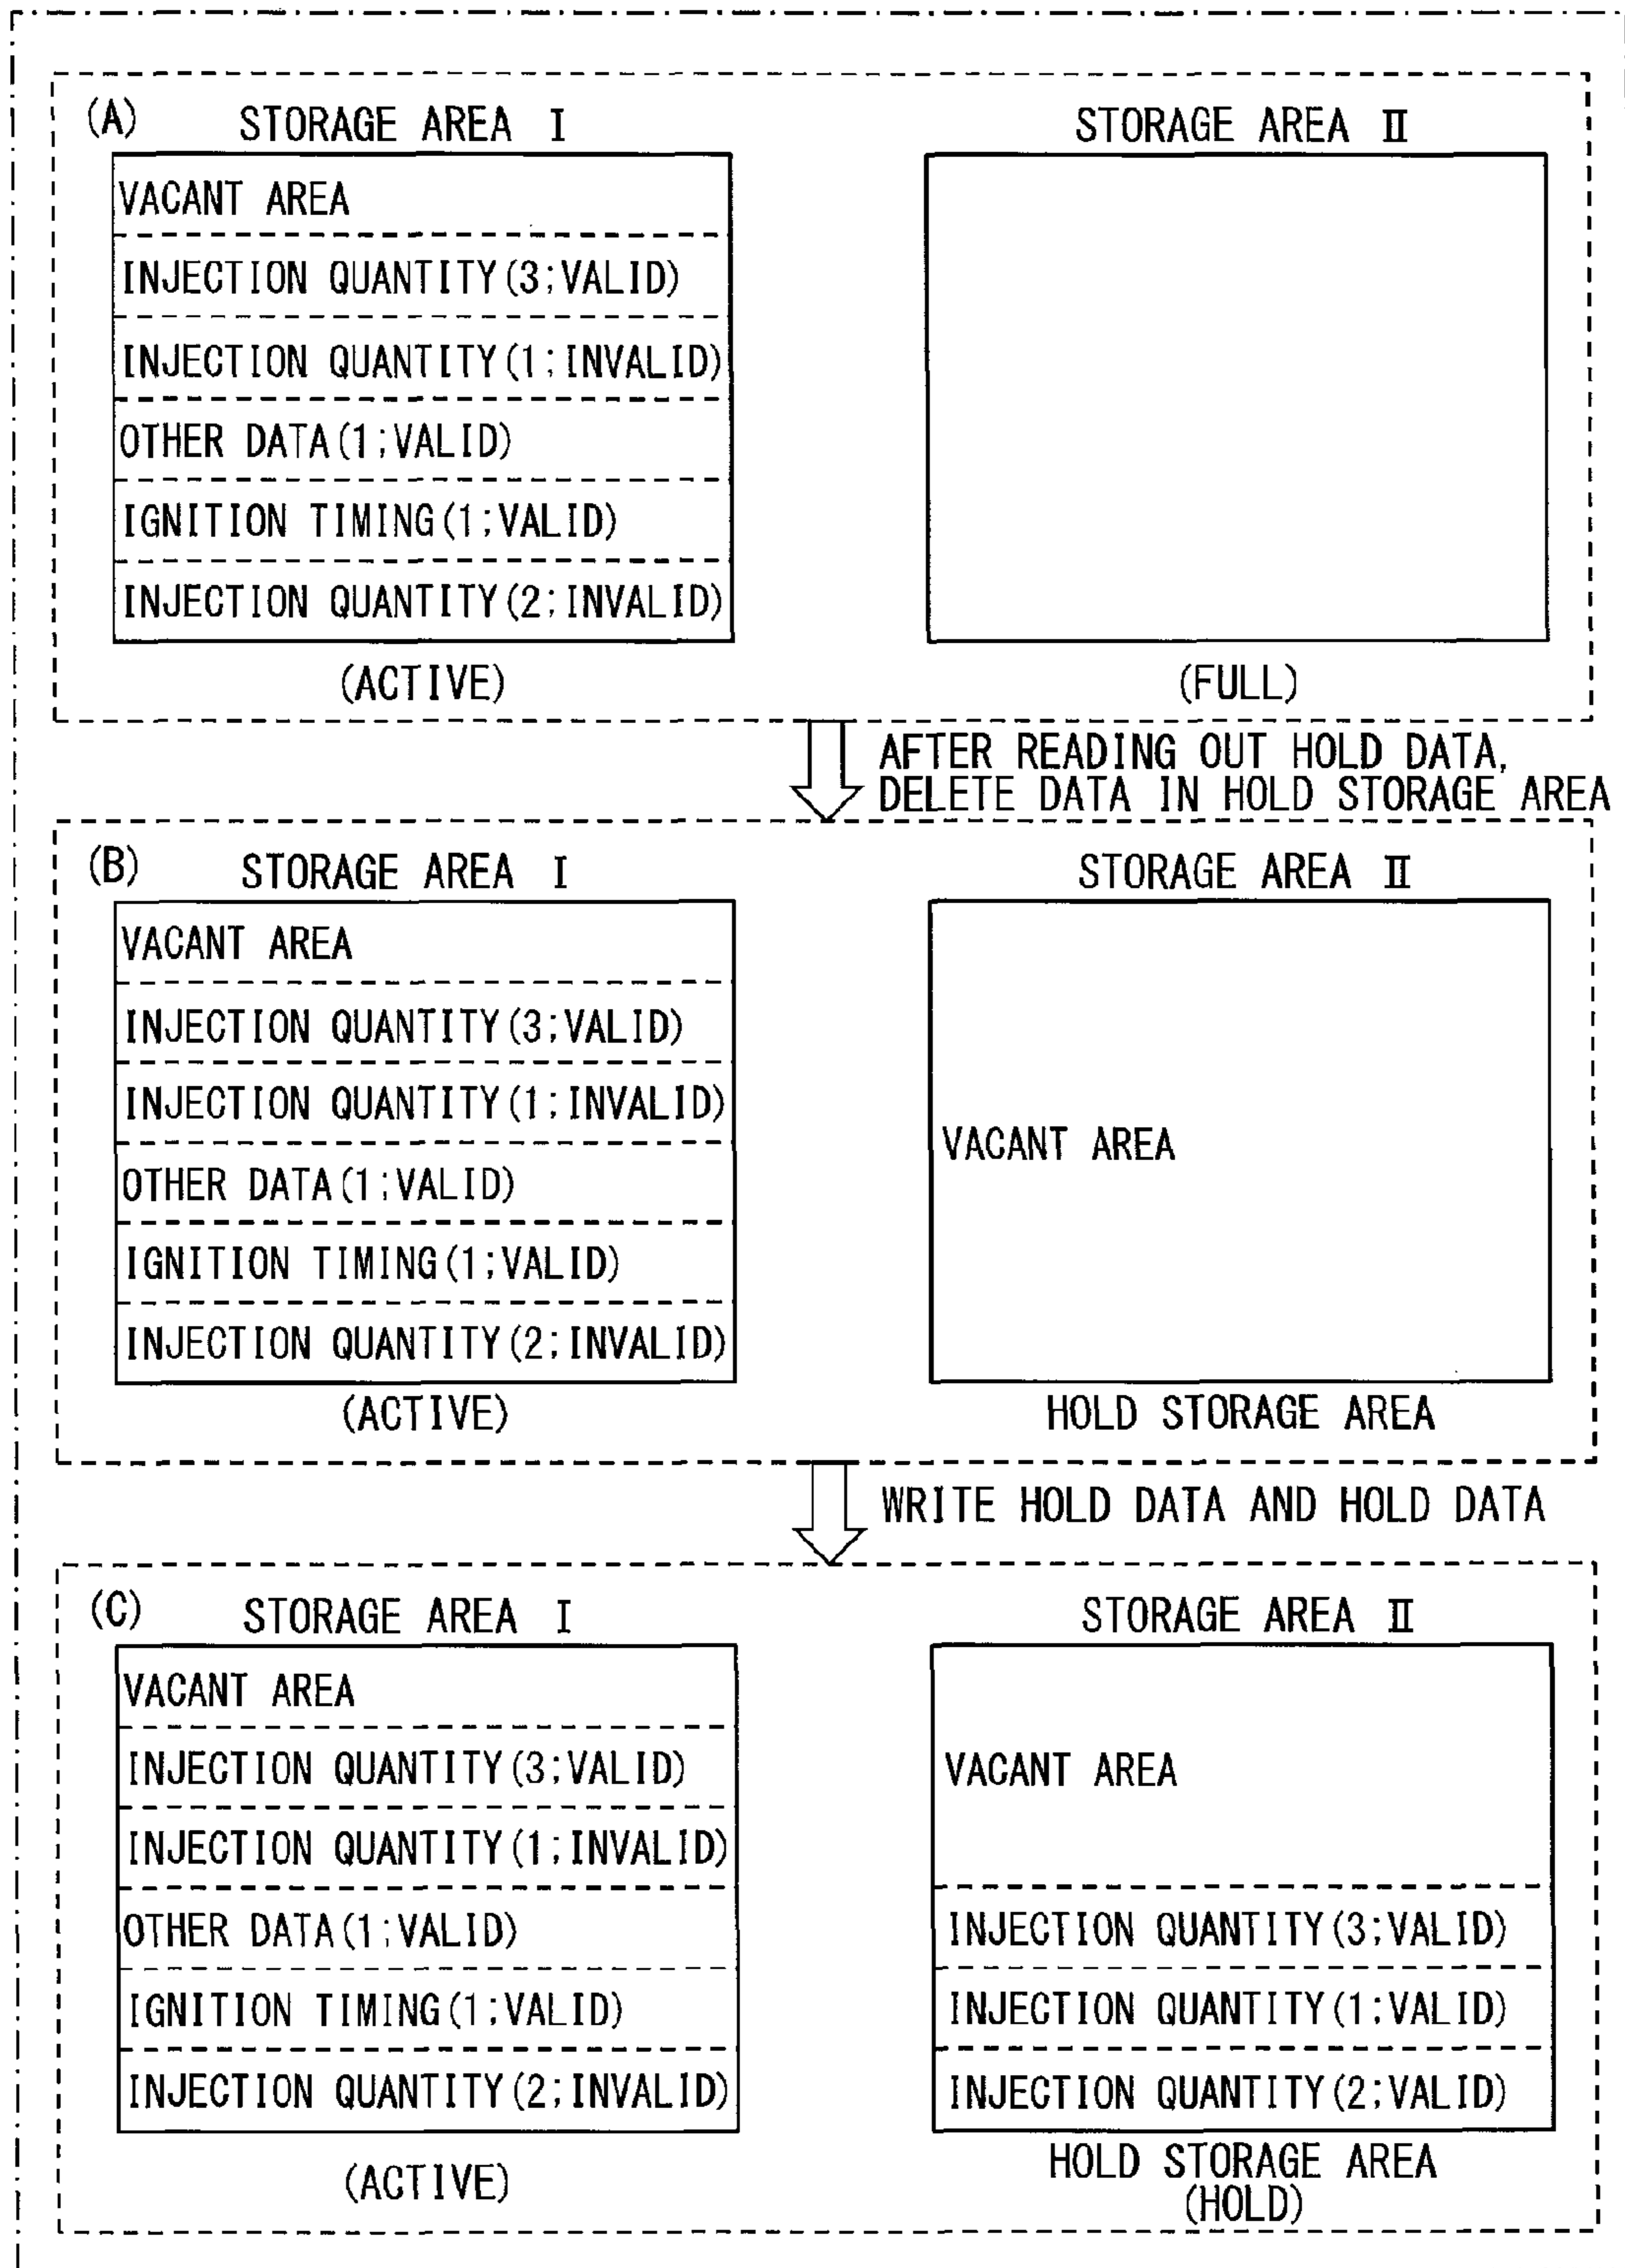 (A)
STORAGE AREA Ⅰ
VACANT AREA
INJECTION QUANTITY(3;VALID)
INJECTION QUANTITY(1;INVALID)
OTHER DATA(1;VALID)
IGNITION TIMING(1;VALID)
INJECTION QUANTITY(2;INVALID)
(ACTIVE)
STORAGE AREA Ⅱ
(FULL)
AFTER READING OUT HOLD DATA,
DELETE DATA IN HOLD STORAGE AREA
(B)
STORAGE AREA Ⅰ
VACANT AREA
INJECTION QUANTITY(3;VALID)
INJECTION QUANTITY(1;INVALID)
OTHER DATA(1;VALID)
IGNITION TIMING(1;VALID)
INJECTION QUANTITY(2;INVALID)
(ACTIVE)
STORAGE AREA Ⅱ
VACANT AREA
HOLD STORAGE AREA
WRITE HOLD DATA AND HOLD DATA
(C)
STORAGE AREA Ⅰ
VACANT AREA
INJECTION QUANTITY(3;VALID)
INJECTION QUANTITY(1;INVALID)
OTHER DATA(1;VALID)
IGNITION TIMING(1;VALID)
INJECTION QUANTITY(2;INVALID)
(ACTIVE)
STORAGE AREA Ⅱ
VACANT AREA
INJECTION QUANTITY(3;VALID)
INJECTION QUANTITY(1;VALID)
INJECTION QUANTITY(2;VALID)
HOLD STORAGE AREA
(HOLD)